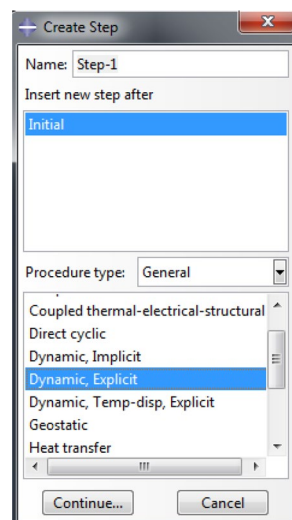 Create Step
Name: Step-1
Insert new step after
Initial
Procedure type: General
Coupled thermal-electrical-structural
Direct cyclic
Dynamic, Implicit
Dynamic, Explicit
Dynamic, Temp-disp, Explicit
Geostatic
Heat transfer
Continue... Cancel